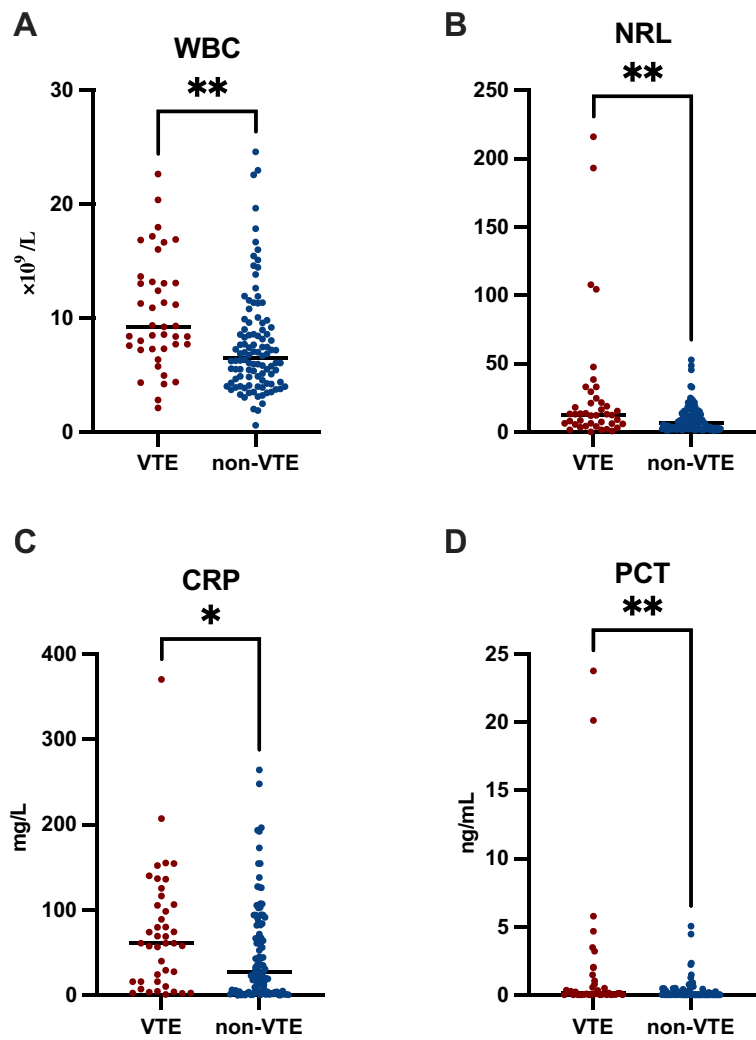 A
WBC
**
30
20
10
0
×10⁹/L
VTE
non-VTE
B
NRL
**
250
200
150
100
50
0
VTE
non-VTE
C
CRP
*
400
300
200
100
0
mg/L
VTE
non-VTE
D
PCT
**
25
20
15
10
5
0
ng/mL
VTE
non-VTE